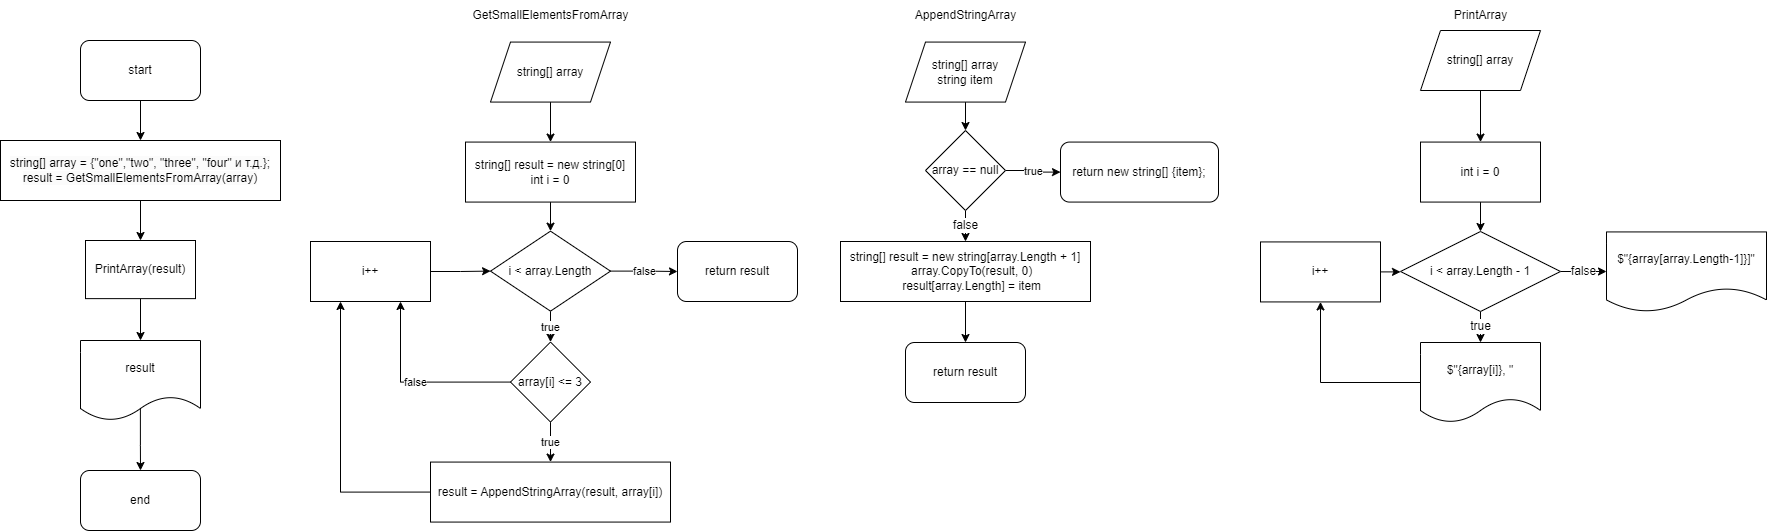 start
string[] array = {"one","two", "three", "four" и т.д.};
result = GetSmallElementsFromArray(array)
PrintArray(result)
result
end
GetSmallElementsFromArray
string[] array
string[] result = new string[0]
int i = 0
i++
i < array.Length
false
return result
true
array[i] <= 3
false
true
result = AppendStringArray(result, array[i])
AppendStringArray
string[] array
string item
array == null
true
return new string[] {item};
false
string[] result = new string[array.Length + 1]
array.CopyTo(result, 0)
result[array.Length] = item
return result
PrintArray
string[] array
int i = 0
i++
i < array.Length - 1
false
$"{array[array.Length-1]}]"
true
$"{array[i]}, "